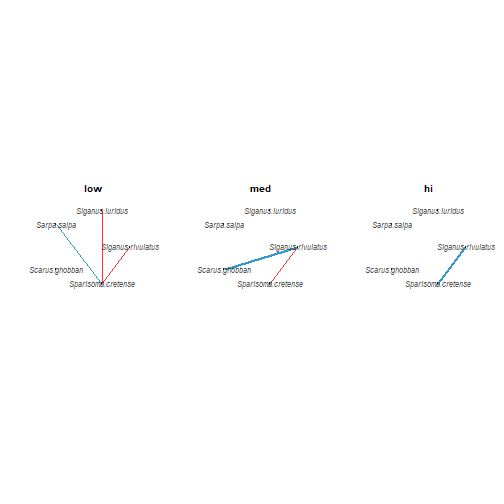 low
Siganus.luridus
Sarpa.salpa
Siganus.rivulatus
Scarus.ghobban
Sparisoma.cretense
med
Siganus.luridus
Sarpa.salpa
Siganus.rivulatus
Scarus.ghobban
Sparisoma.cretense
hi
Siganus.luridus
Sarpa.salpa
Siganus.rivulatus
Scarus.ghobban
Sparisoma.cretense